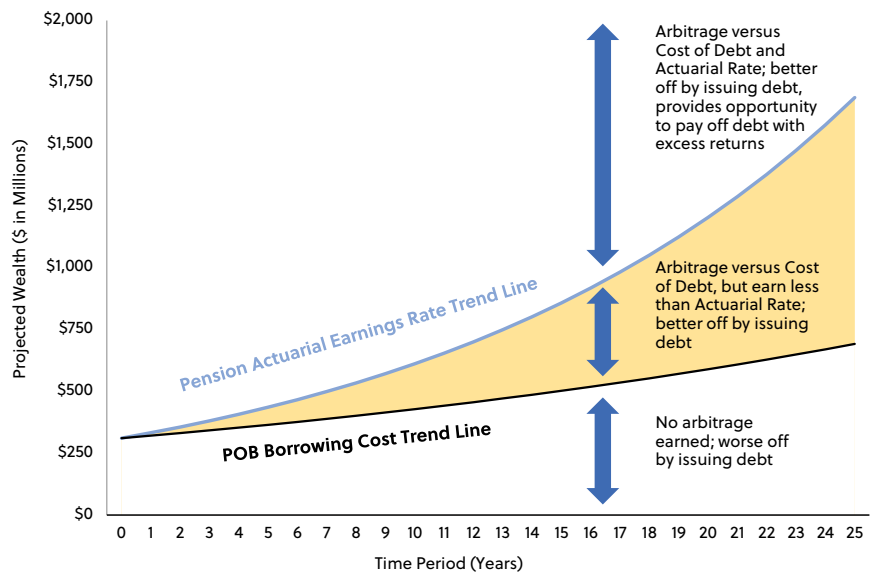 $2,000
$1,750
$1,500
$1,250
$1,000
$750
$500
$250
$0
Projected Wealth ($ in Millions)
Arbitrage versus
Cost of Debt and
Actuarial Rate; better
off by issuing debt,
provides opportunity
to pay off debt with
excess returns
Pension Actuarial Earnings Rate Trend Line
Arbitrage versus Cost
of Debt, but earn less
than Actuarial Rate;
better off by issuing
debt
POB Borrowing Cost Trend Line
No arbitrage
earned; worse off
by issuing debt
0 1 2 3 4 5 6 7 8 9 10 11 12 13 14 15 16 17 18 19 20 21 22 23 24 25
Time Period (Years)